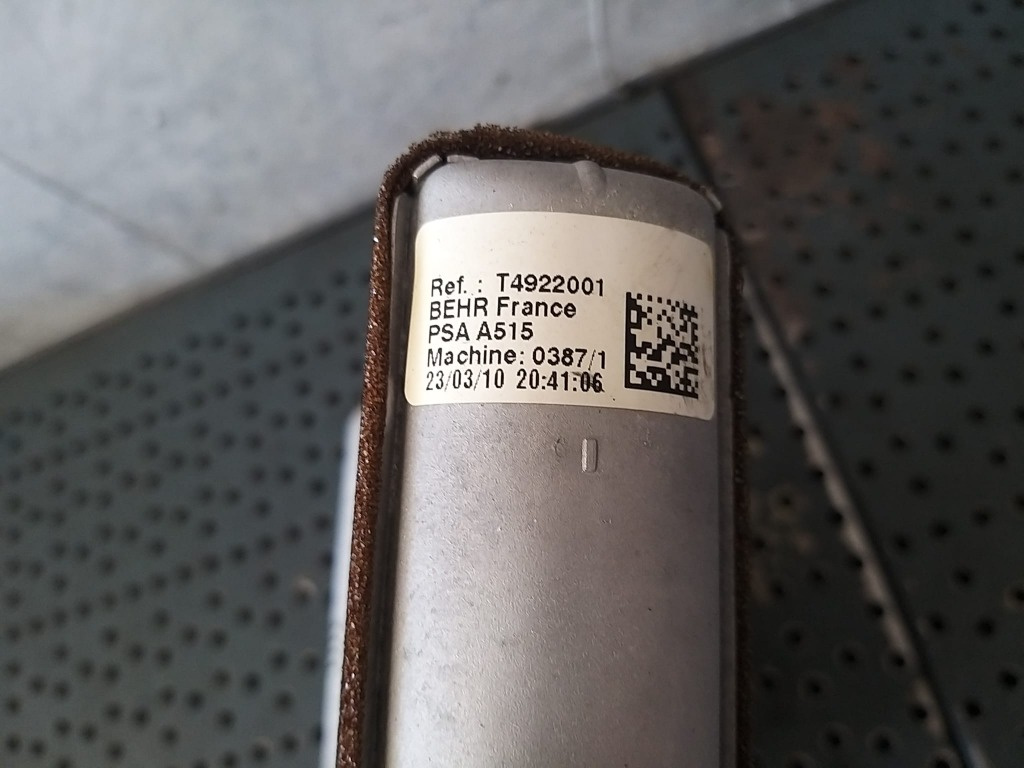 Ref. : T4922001
BEHR France
PSA A515
Machine: 0387/1
23/03/10 20:41:06